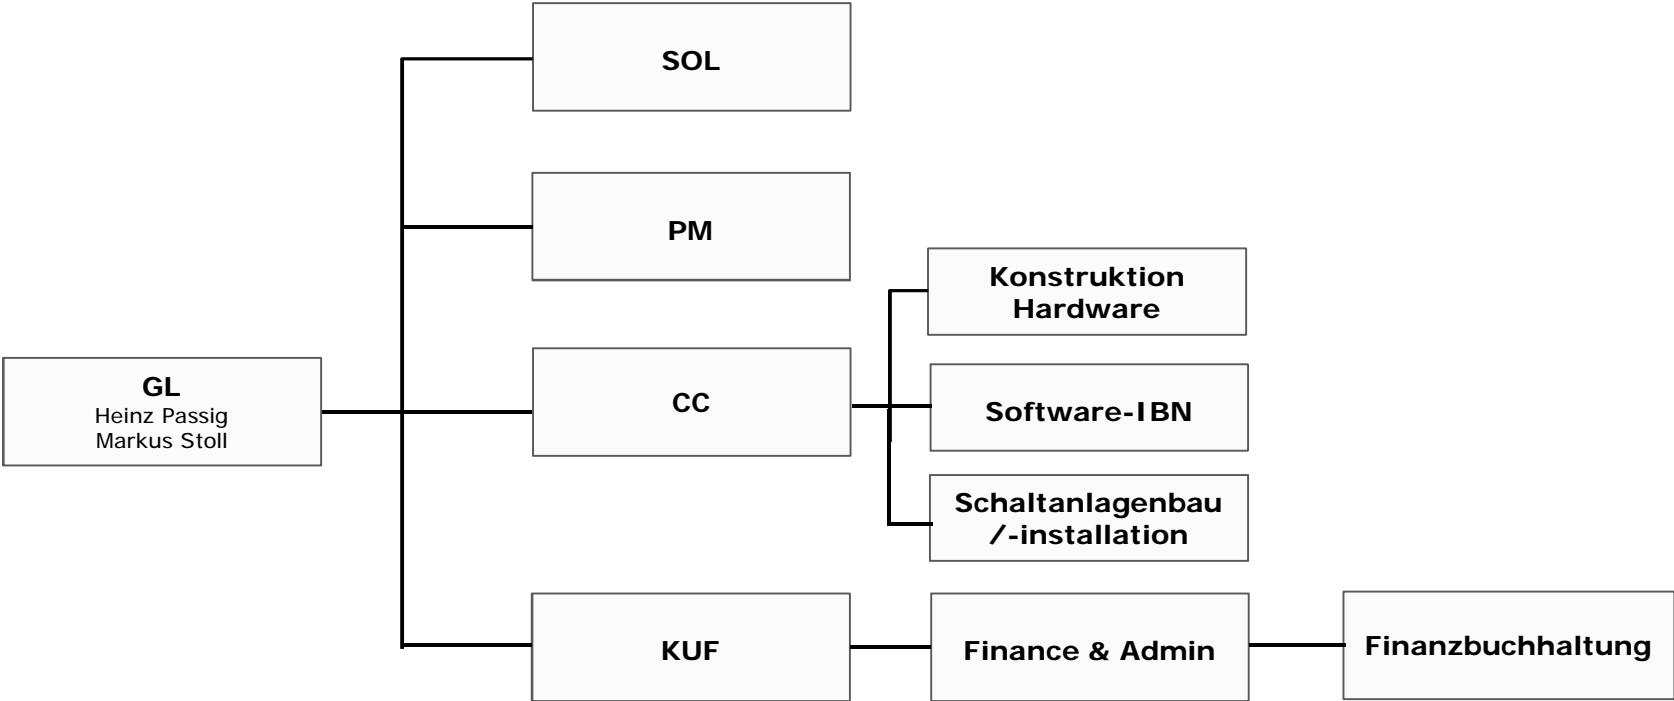 SOL
PM
Konstruktion
Hardware
GL
Heinz Passig
Markus Stoll
CC
Software-IBN
Schaltanlagenbau
/-installation
KUF
Finance & Admin
Finanzbuchhaltung